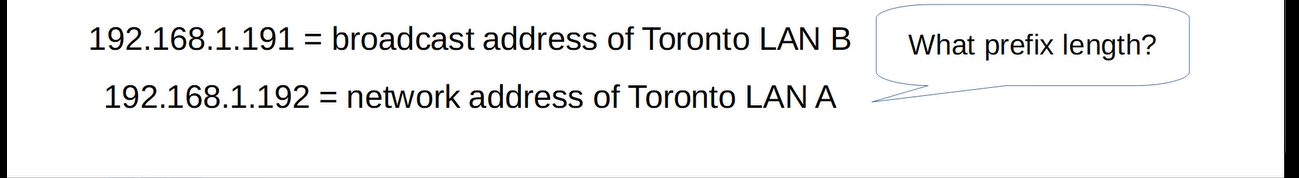 192.168.1.191 = broadcast address of Toronto LAN B
What prefix length?
192.168.1.192 = network address of Toronto LAN A